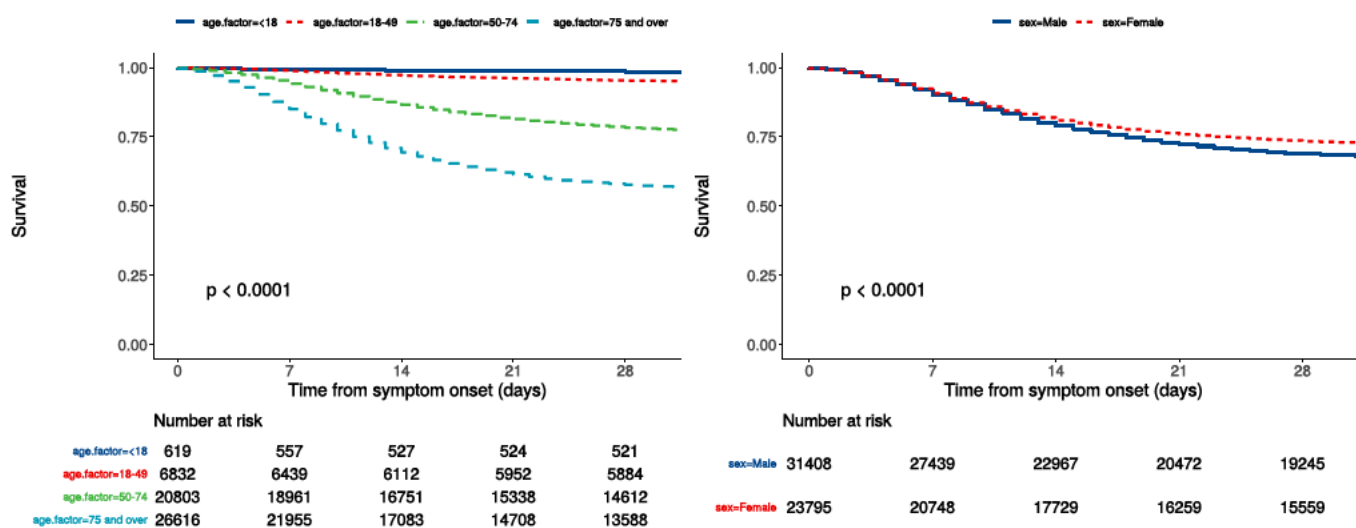 age.factor=<18 age.factor=18-49 age.factor=50-74 age.factor=75 and over
1.00
0.75
0.50
0.25
0.00
Survival
p < 0.0001
0 7 14 21 28
Time from symptom onset (days)
Number at risk
age.factor=<18 619 557 527 524 521
age.factor=18-49 6832 6439 6112 5952 5884
age.factor=50-74 20803 18961 16751 15338 14612
age.factor=75 and over 26616 21955 17083 14708 13588
sex=Male sex=Female
1.00
0.75
0.50
0.25
0.00
Survival
p < 0.0001
0 7 14 21 28
Time from symptom onset (days)
Number at risk
sex=Male 31408 27439 22967 20472 19245
sex=Female 23795 20748 17729 16259 15559